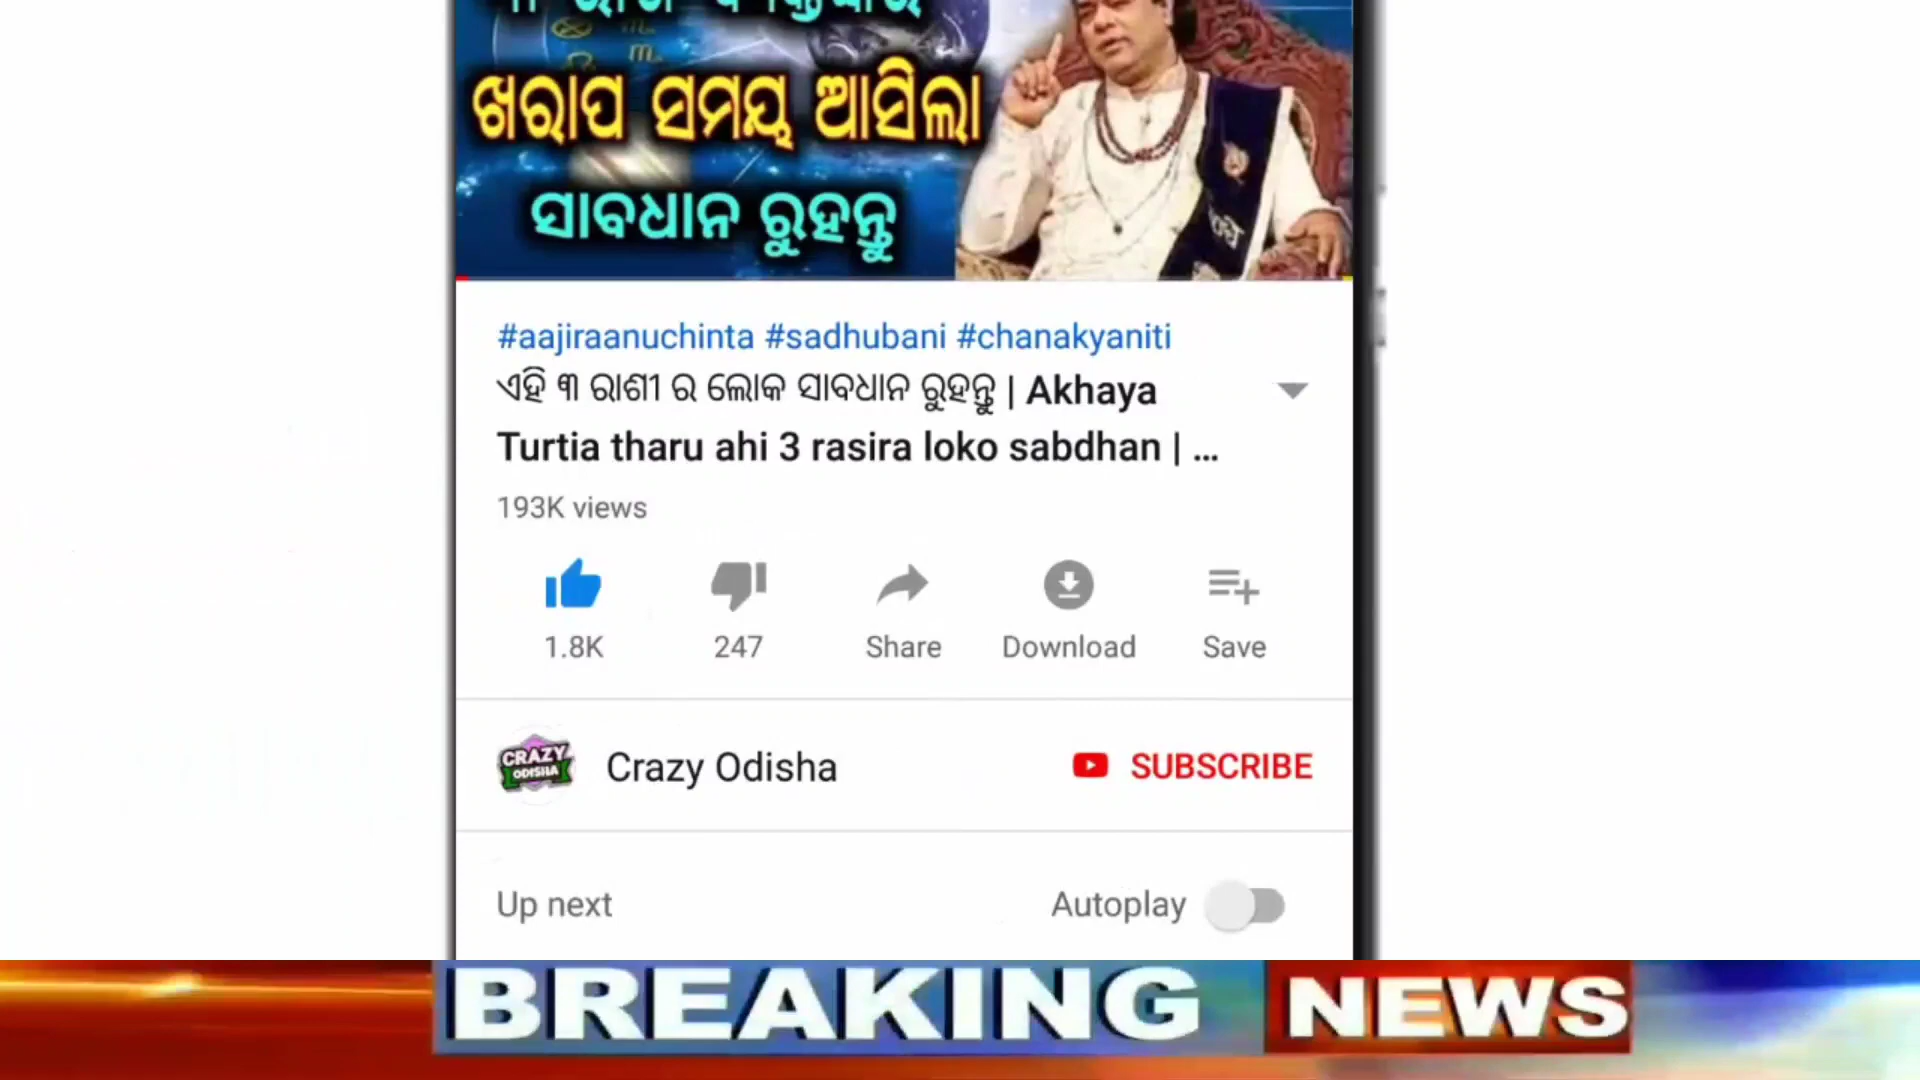 ଖରାପ ସମୟ ଆସିଲା
ସାବଧାନ ରୁହନ୍ତୁ
#aajiraanuchinta #sadhubani #chanakyaniti
ଏହି ୩ ରାଶୀ ର ଲୋକ ସାବଧାନ ରୁହନ୍ତୁ | Akhaya
Turtia tharu ahi 3 rasira loko sabdhan | ...
193K views
1.8K 247 Share Download Save
CRAZY
ODISHA
Crazy Odisha SUBSCRIBE
Up next Autoplay
BREAKING NEWS